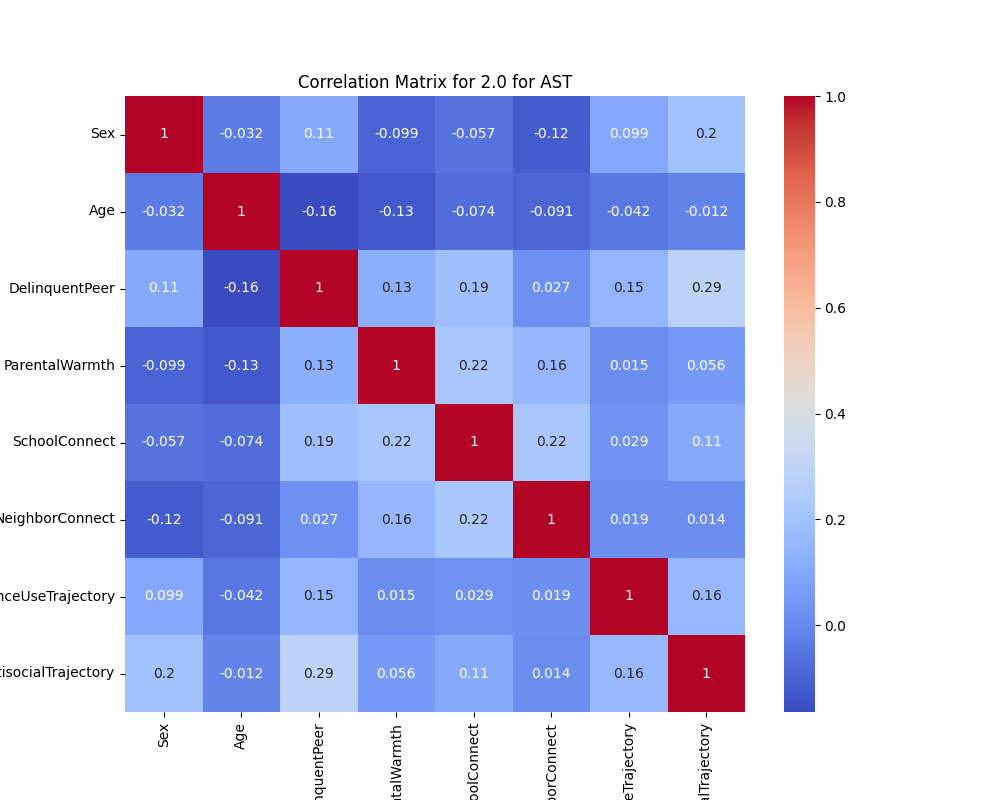 Correlation Matrix for 2.0 for AST
Sex 1 -0.032 0.11 -0.099 -0.057 -0.12 0.099 0.2
Age -0.032 1 -0.16 -0.13 -0.074 -0.091 -0.042 -0.012
DelinquentPeer 0.11 -0.16 1 0.13 0.19 0.027 0.15 0.29
ParentalWarmth -0.099 -0.13 0.13 1 0.22 0.16 0.015 0.056
SchoolConnect -0.057 -0.074 0.19 0.22 1 0.22 0.029 0.11
NeighborConnect -0.12 -0.091 0.027 0.16 0.22 1 0.019 0.014
nceUseTrajectory 0.099 -0.042 0.15 0.015 0.029 0.019 1 0.16
tisocialTrajectory 0.2 -0.012 0.29 0.056 0.11 0.014 0.16 1
Sex
Age
nquentPeer
ntalWarmth
oolConnect
borConnect
eTrajectory
alTrajectory
1.0
0.8
0.6
0.4
0.2
0.0